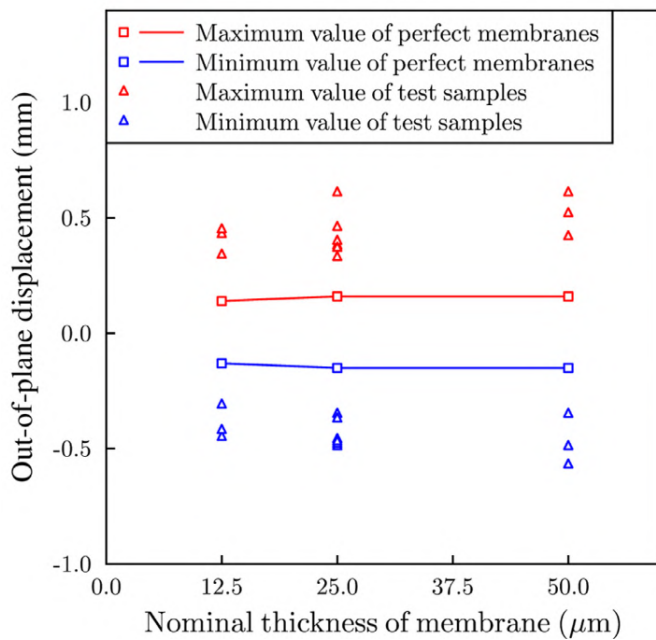 Maximum value of perfect membranes
Minimum value of perfect membranes
Maximum value of test samples
Minimum value of test samples
Out-of-plane displacement (mm)
1.0
0.5
0.0
-0.5
-1.0
0.0 12.5 25.0 37.5 50.0
Nominal thickness of membrane (μm)